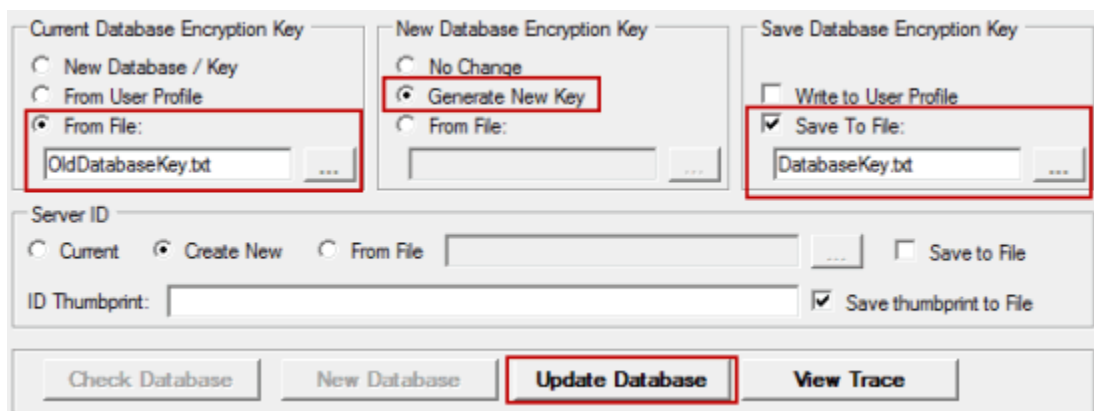 Current Database Encryption Key
New Database / Key
From User Profile
From File:
OldDatabaseKey.txt ...
New Database Encryption Key
No Change
Generate New Key
From File:
...
Save Database Encryption Key
Write to User Profile
Save To File:
DatabaseKey.txt ...
Server ID
Current Create New From File ... Save to File
ID Thumbprint: Save thumbprint to File
Check Database New Database Update Database View Trace